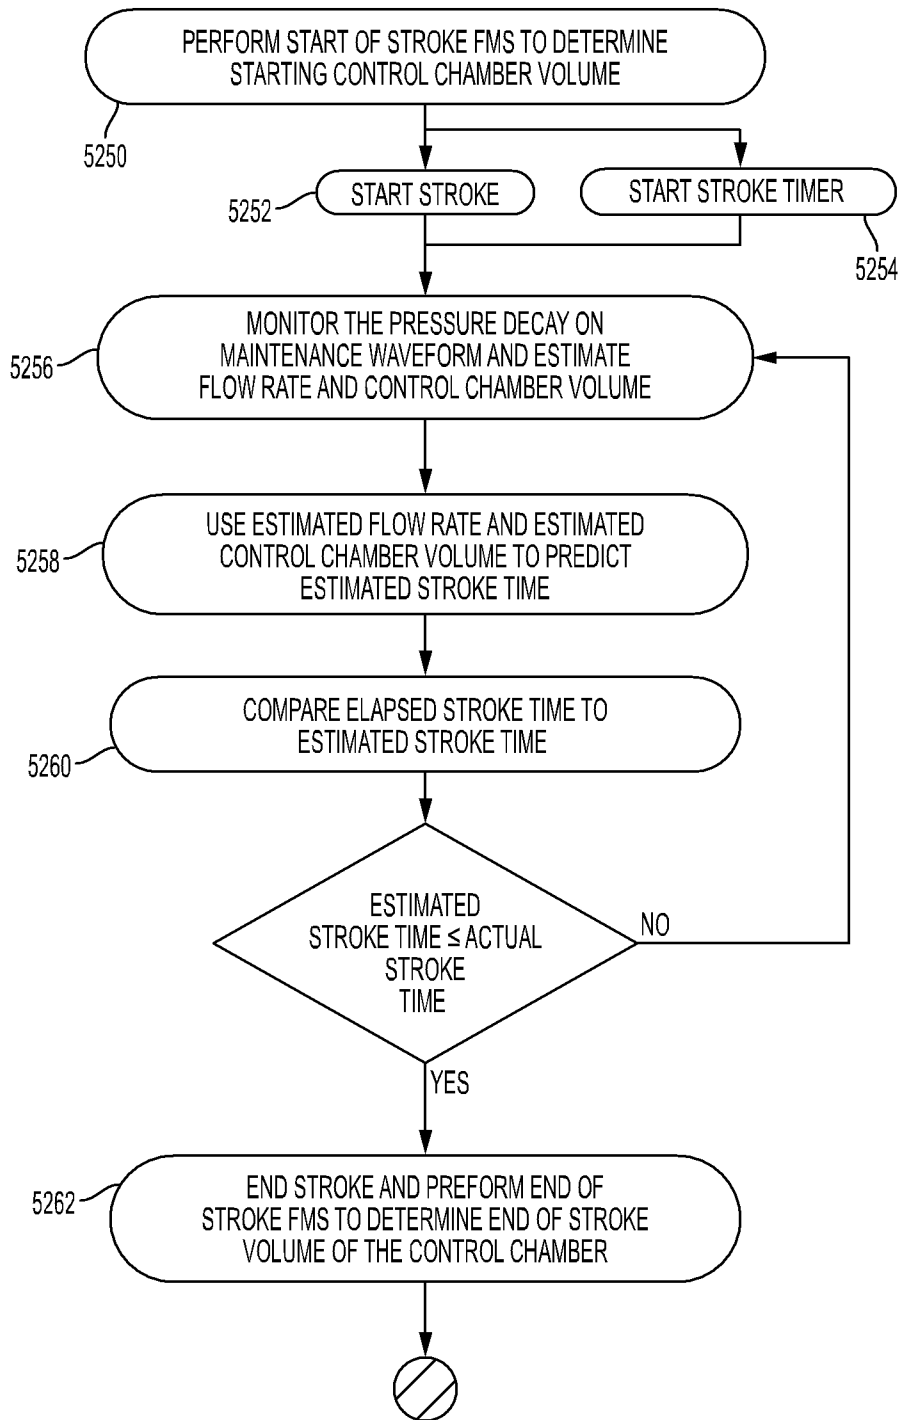 PERFORM START OF STROKE FMS TO DETERMINE
STARTING CONTROL CHAMBER VOLUME
5250
5252
START STROKE
START STROKE TIMER
5254
5256
MONITOR THE PRESSURE DECAY ON
MAINTENANCE WAVEFORM AND ESTIMATE
FLOW RATE AND CONTROL CHAMBER VOLUME
5258
USE ESTIMATED FLOW RATE AND ESTIMATED
CONTROL CHAMBER VOLUME TO PREDICT
ESTIMATED STROKE TIME
5260
COMPARE ELAPSED STROKE TIME TO
ESTIMATED STROKE TIME
ESTIMATED
STROKE TIME ≤ ACTUAL
STROKE
TIME
NO
YES
5262
END STROKE AND PREFORM END OF
STROKE FMS TO DETERMINE END OF STROKE
VOLUME OF THE CONTROL CHAMBER